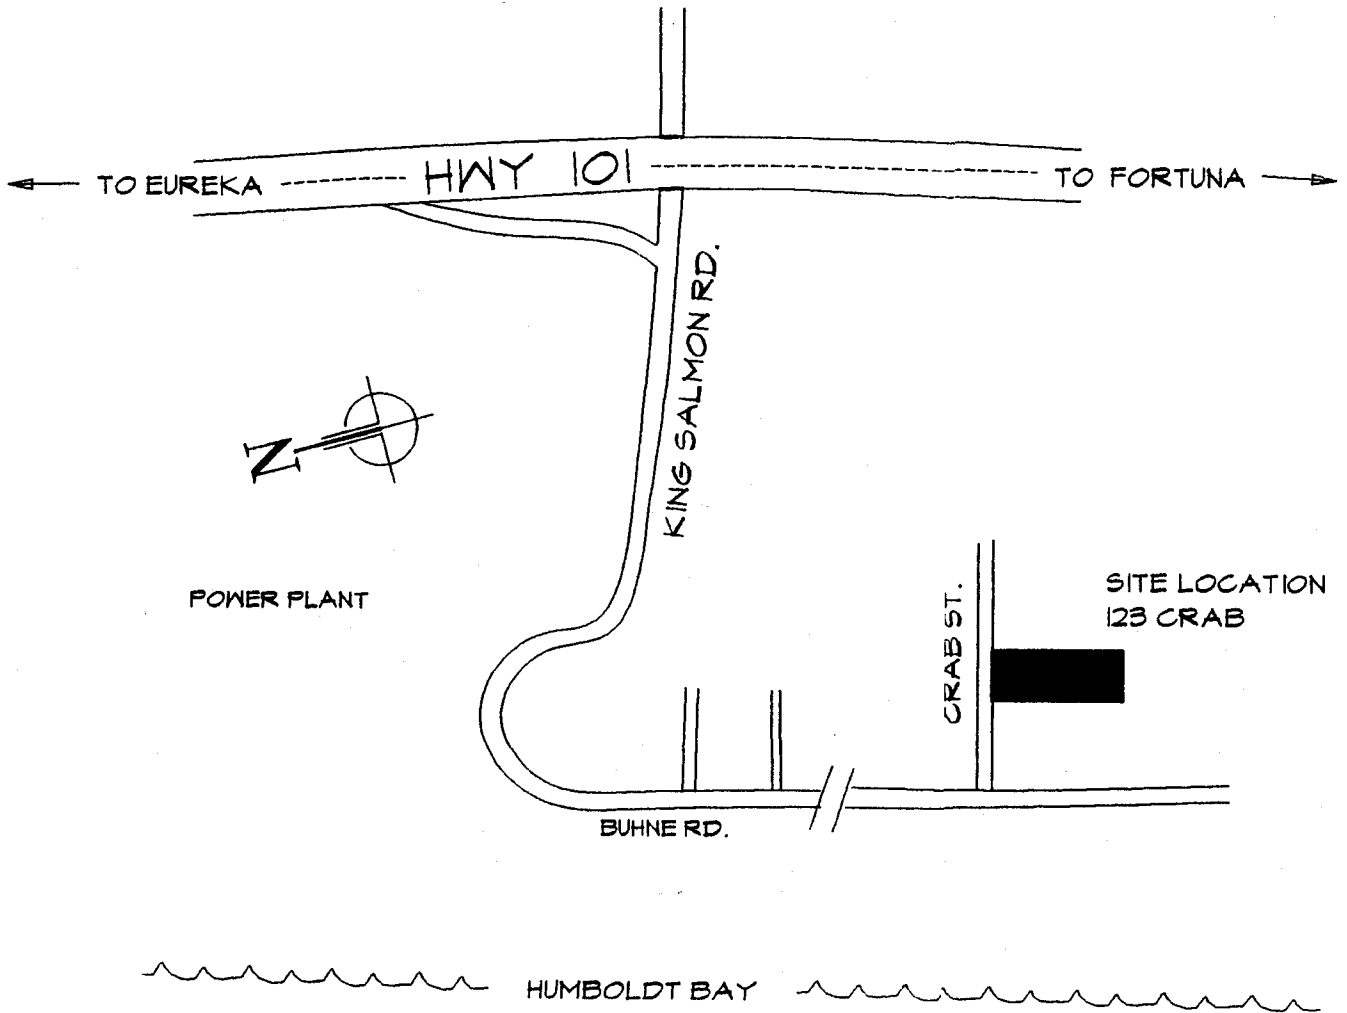 TO EUREKA
HWY 101
TO FORTUNA
KING SALMON RD.
N
POWER PLANT
SITE LOCATION
123 CRAB
CRAB ST.
BUHNE RD.
HUMBOLDT BAY